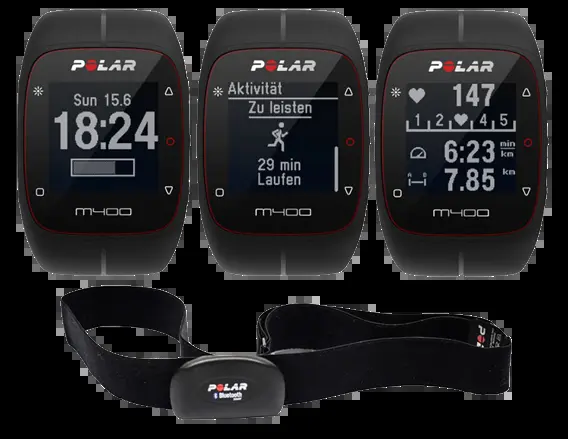 POLAR
Sun 15.6
18:24
M400
POLAR
Aktivität
Zu leisten
29 min
Laufen
M400
POLAR
147
1 2 4 5
6:23 min km
A B 7.85 km
M400
POLAR
Bluetooth
POLAR